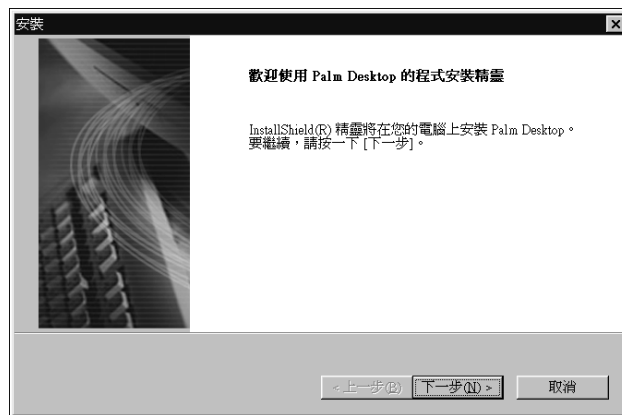 安裝
歡迎使用 Palm Desktop 的程式安裝精靈
InstallShield(R) 精靈將在您的電腦上安裝 Palm Desktop。
要繼續，請按一下 [下一步]。
<上一步(B) 下一步(N) > 取消